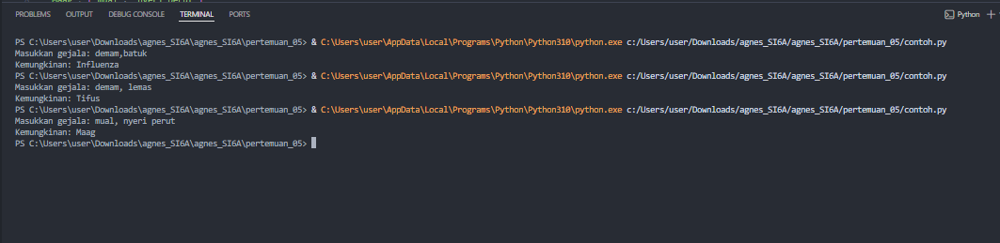 PROBLEMS OUTPUT DEBUG CONSOLE TERMINAL PORTS Python
PS C:\Users\user\Downloads\agnes_SI6A\agnes_SI6A\pertemuan_05> & C:\Users\user\AppData\Local\Programs\Python\Python310\python.exe c:/Users/user/Downloads/agnes_SI6A/agnes_SI6A/pertemuan_05/contoh.py
Masukkan gejala: demam,batuk
Kemungkinan: Influenza
PS C:\Users\user\Downloads\agnes_SI6A\agnes_SI6A\pertemuan_05> & C:\Users\user\AppData\Local\Programs\Python\Python310\python.exe c:/Users/user/Downloads/agnes_SI6A/agnes_SI6A/pertemuan_05/contoh.py
Masukkan gejala: demam, lemas
Kemungkinan: Tifus
PS C:\Users\user\Downloads\agnes_SI6A\agnes_SI6A\pertemuan_05> & C:\Users\user\AppData\Local\Programs\Python\Python310\python.exe c:/Users/user/Downloads/agnes_SI6A/agnes_SI6A/pertemuan_05/contoh.py
Masukkan gejala: mual, nyeri perut
Kemungkinan: Maag
PS C:\Users\user\Downloads\agnes_SI6A\agnes_SI6A\pertemuan_05>